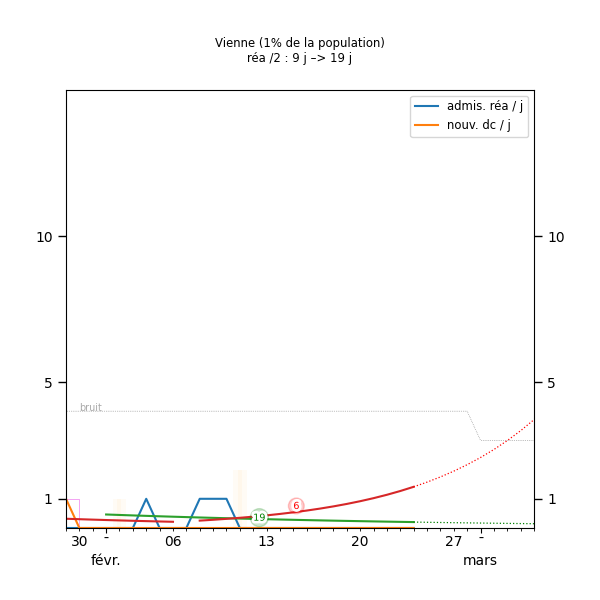 Vienne (1% de la population)
réa /2 : 9 j –> 19 j
admis. réa / j
nouv. dc / j
10 10
5 5
bruit
1 1
6
19
30 - 06 13 20 27 -
févr. mars